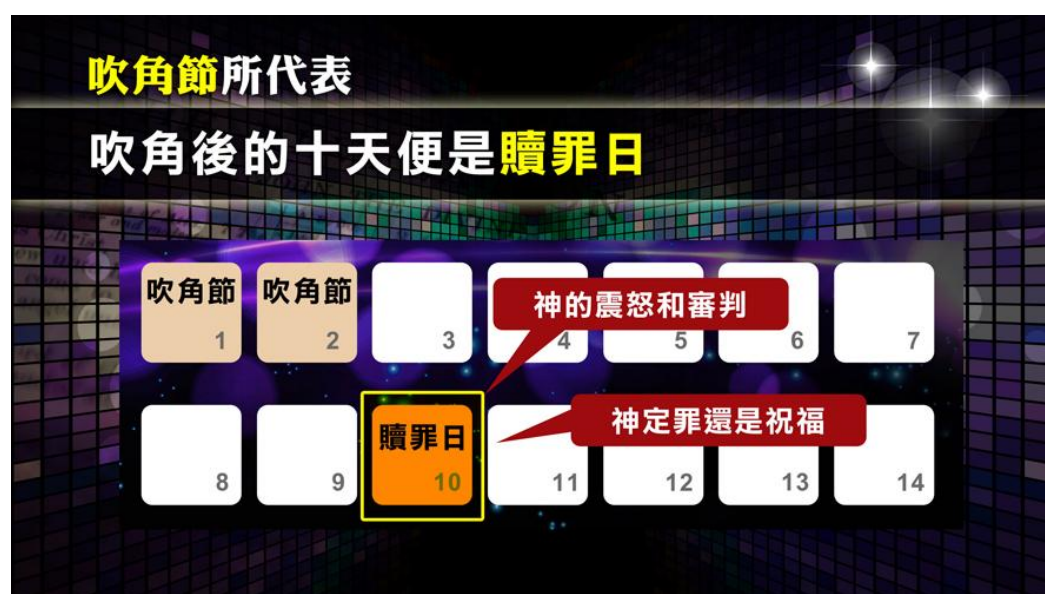 吹角節所代表
吹角後的十天便是贖罪日
吹角節 吹角節
神的震怒和審判
1 2 3 4 5 6 7
神定罪還是祝福
贖罪日
8 9 10 11 12 13 14